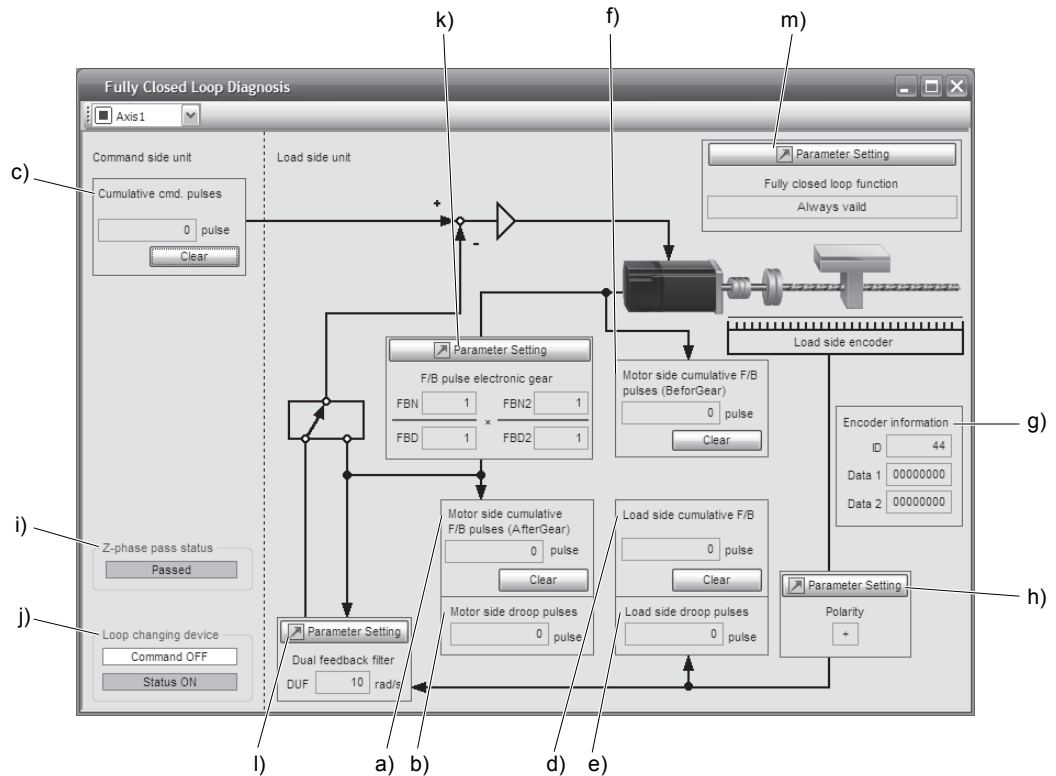 k)
f)
m)
Fully Closed Loop Diagnosis
Axis1
Command side unit
Load side unit
Parameter Setting
Fully closed loop function
Always vaild
c)
Cumulative cmd. pulses
0 pulse
Clear
+
-
Parameter Setting
F/B pulse electronic gear
FBN 1 FBN2 1
×
FBD 1 FBD2 1
Load side encoder
Motor side cumulative F/B
pulses (BeforGear)
0 pulse
Clear
Encoder information
ID 44
Data 1 00000000
Data 2 00000000
g)
i)
Z-phase pass status
Passed
j)
Loop changing device
Command OFF
Status ON
Motor side cumulative
F/B pulses (AfterGear)
0 pulse
Clear
Motor side droop pulses
0 pulse
Load side cumulative F/B
0 pulse
Clear
Load side droop pulses
0 pulse
Parameter Setting
Polarity
+
h)
Parameter Setting
Dual feedback filter
DUF 10 rad/s
l)
a)
b)
d)
e)